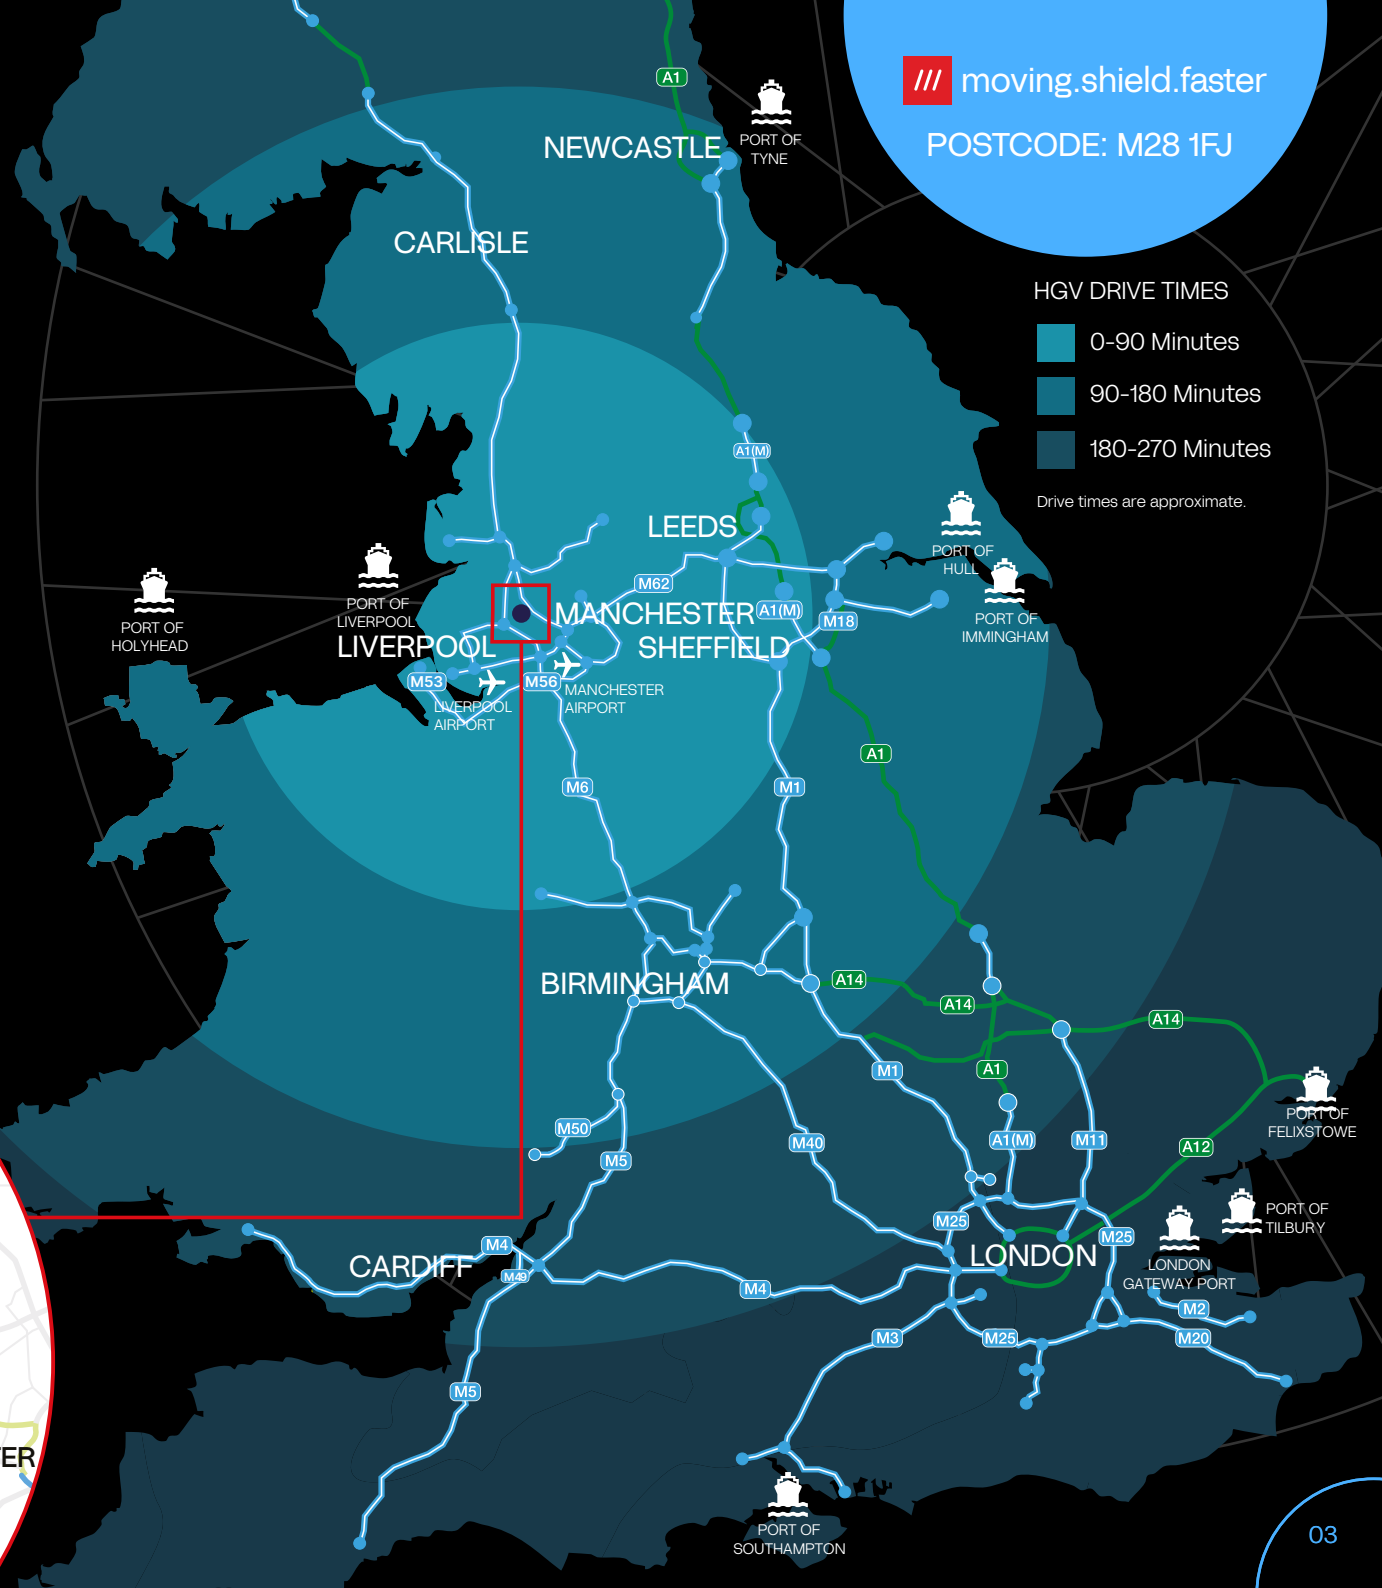 moving.shield.faster
POSTCODE: M28 1FJ
HGV DRIVE TIMES
0-90 Minutes
90-180 Minutes
180-270 Minutes
Drive times are approximate.
A1
PORT OF
TYNE
NEWCASTLE
CARLISLE
A1(M)
LEEDS
PORT OF
HULL
PORT OF
IMMINGHAM
M62
PORT OF
HOLYHEAD
PORT OF
LIVERPOOL
LIVERPOOL
MANCHESTER
A1(M)
M18
SHEFFIELD
M53
M56
LIVERPOOL
AIRPORT
MANCHESTER
AIRPORT
A1
M6
M1
BIRMINGHAM
A14
A14
A14
M1
A1
PORT OF
FELIXSTOWE
M50
M5
M40
A1(M)
M11
A12
PORT OF
TILBURY
M25
M25
CARDIFF
M4
M49
LONDON
LONDON
GATEWAY PORT
M4
M2
M3
M25
M20
M5
ER
PORT OF
SOUTHAMPTON
03